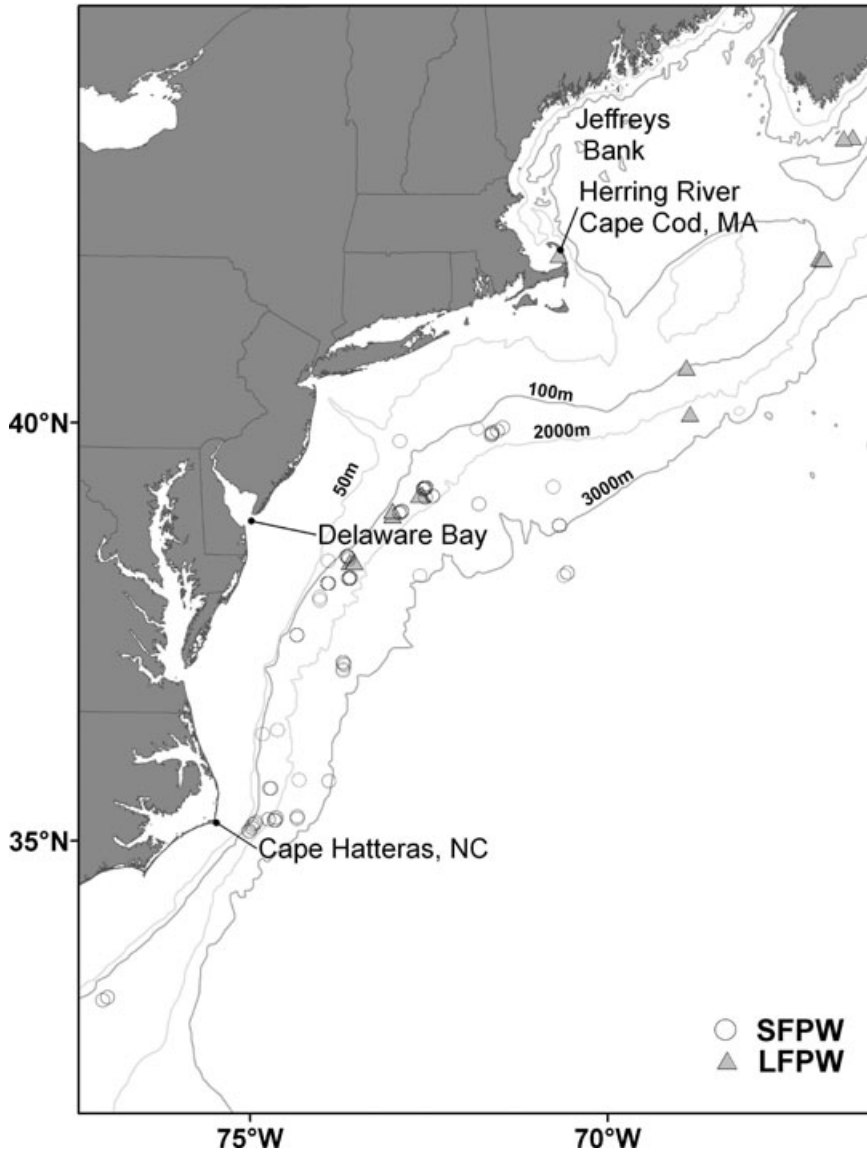 Jeffreys
Bank
Herring River
Cape Cod, MA
40°N
100m
2000m
50m
3000m
Delaware Bay
35°N
Cape Hatteras, NC
SFPW
LFPW
75°W
70°W